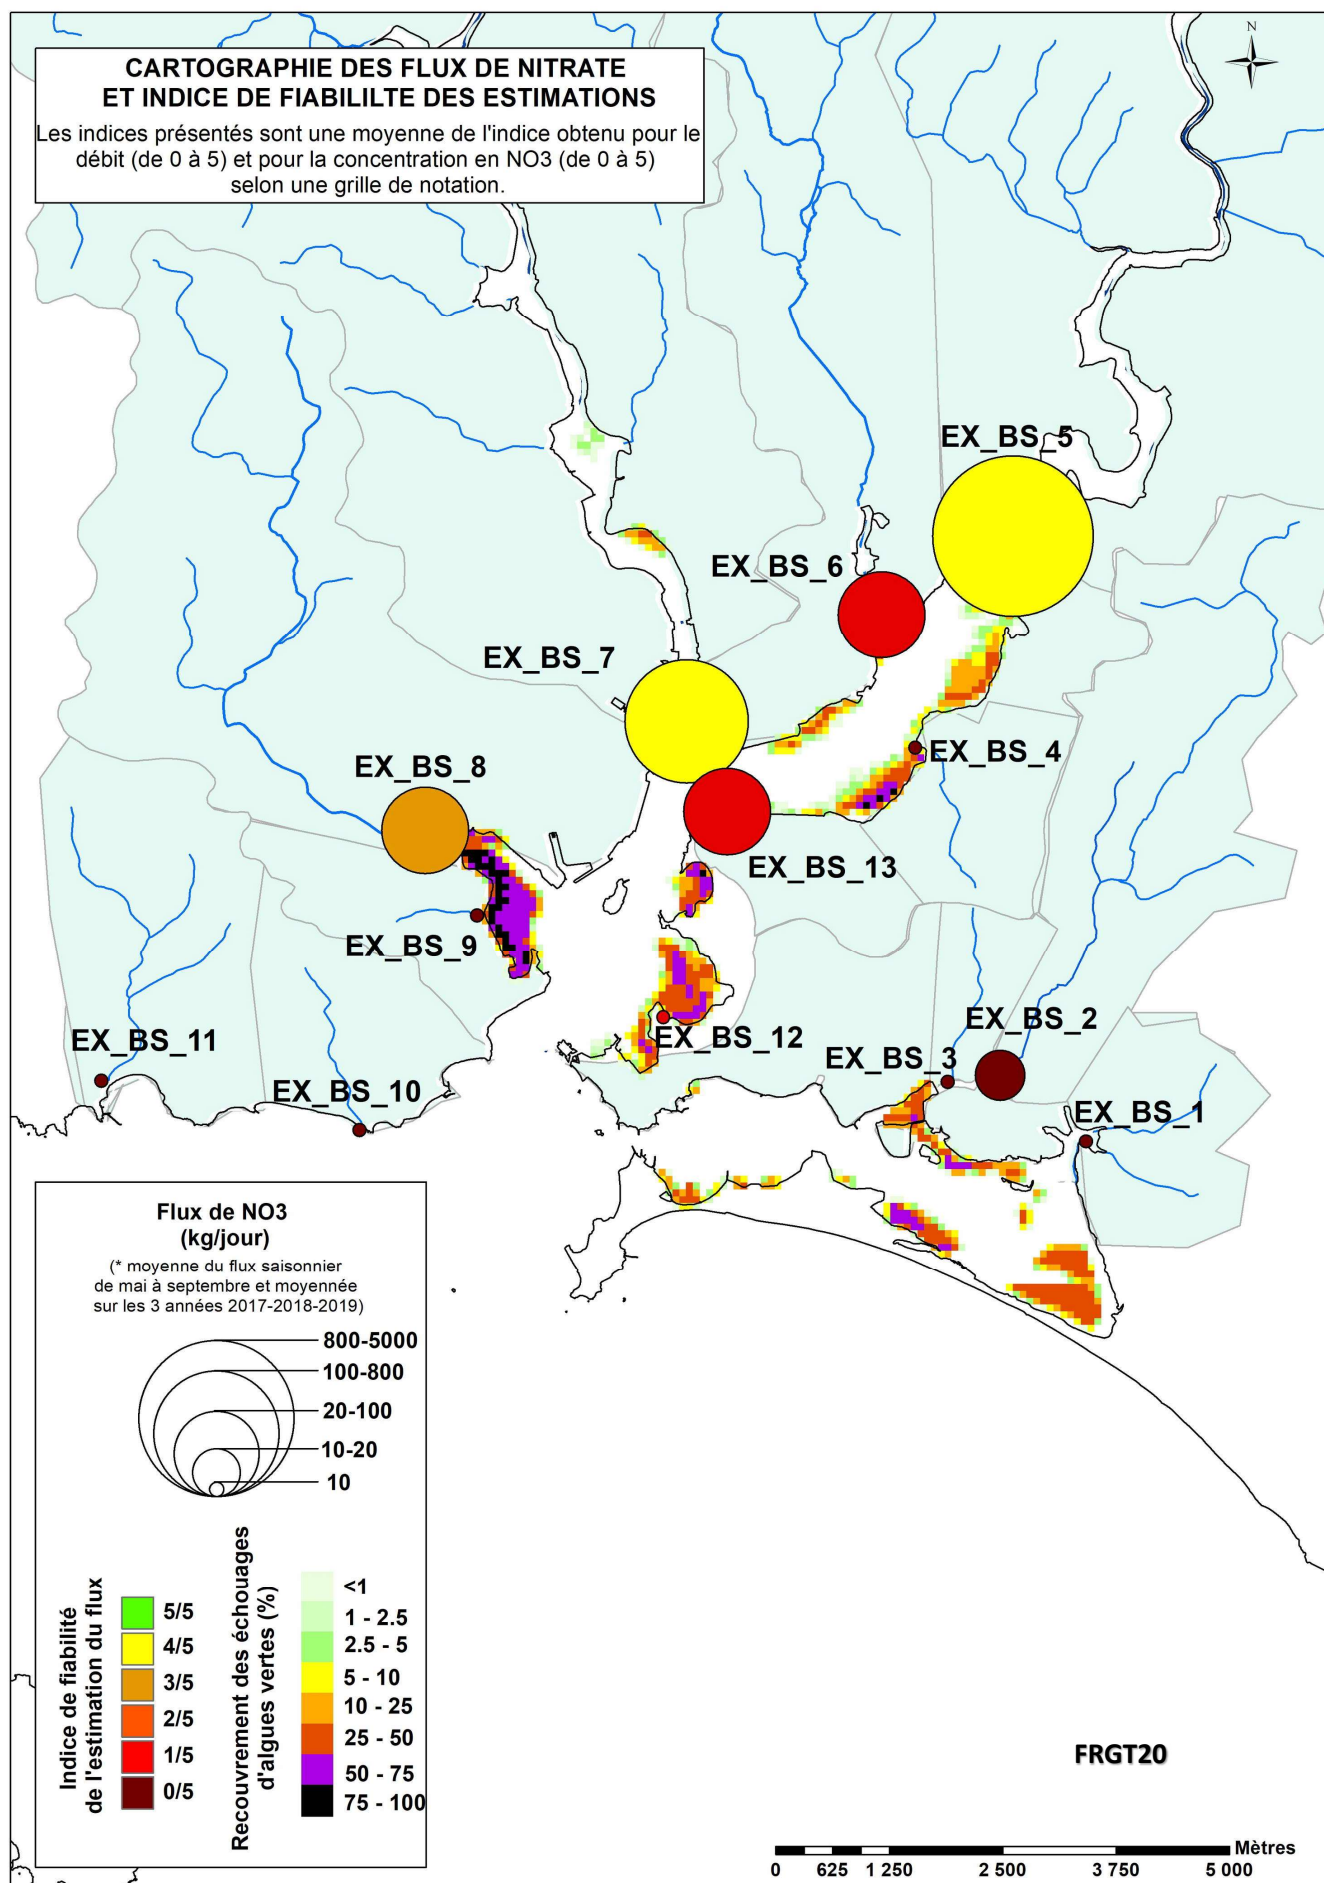 N
CARTOGRAPHIE DES FLUX DE NITRATE
ET INDICE DE FIABILILTE DES ESTIMATIONS
Les indices présentés sont une moyenne de l'indice obtenu pour le
débit (de 0 à 5) et pour la concentration en NO3 (de 0 à 5)
selon une grille de notation.
EX_BS_5
EX_BS_6
EX_BS_7
EX_BS_4
EX_BS_8
EX_BS_13
EX_BS_9
EX_BS_2
EX_BS_12
EX_BS_11
EX_BS_3
EX_BS_10
EX_BS_1
Flux de NO3
(kg/jour)
(* moyenne du flux saisonnier
de mai à septembre et moyennée
sur les 3 années 2017-2018-2019)
800-5000
100-800
20-100
10-20
10
Indice de fiabilité
de l'estimation du flux
5/5
4/5
3/5
2/5
1/5
0/5
Recouvrement des échouages
d'algues vertes (%)
<1
1 - 2.5
2.5 - 5
5 - 10
10 - 25
25 - 50
50 - 75
75 - 100
FRGT20
Mètres
0 625 1 250 2 500 3 750 5 000